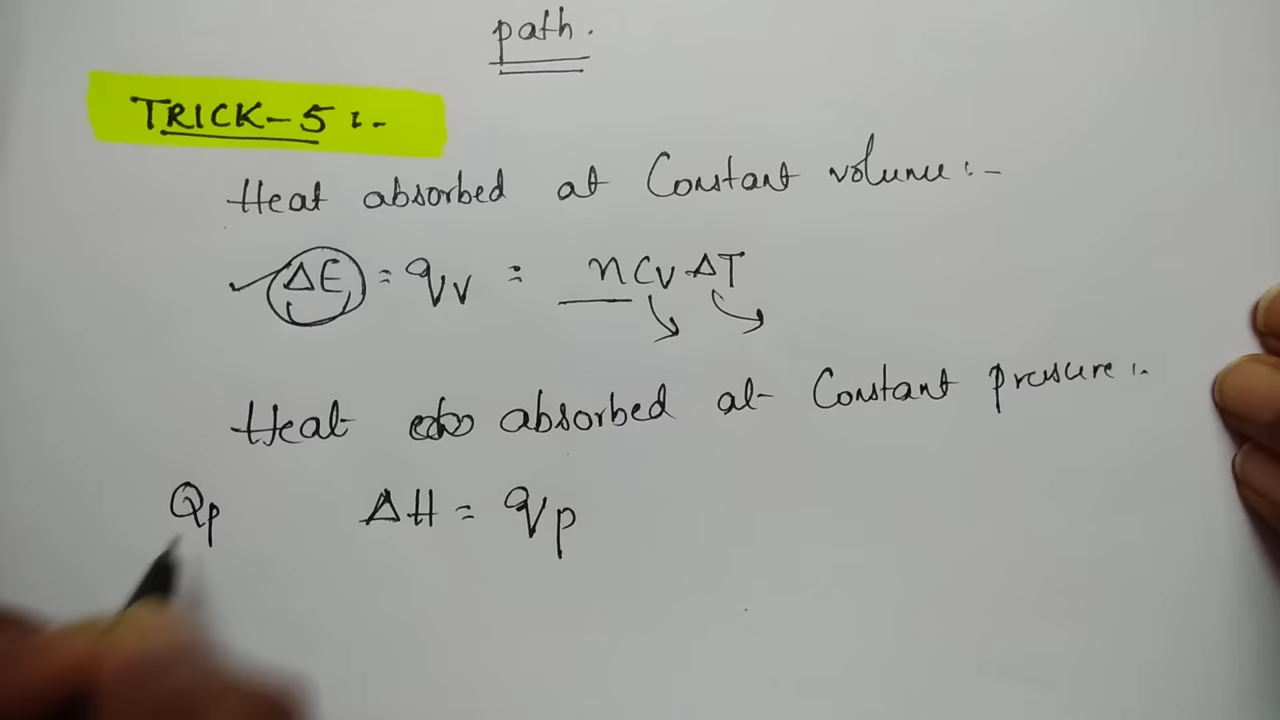 path.
TRICK-5 :-
Heat absorbed at Constant volume :-
ΔE = qv = nCvΔT
Heat absorbed at Constant pressure :-
Qp ΔH = qp